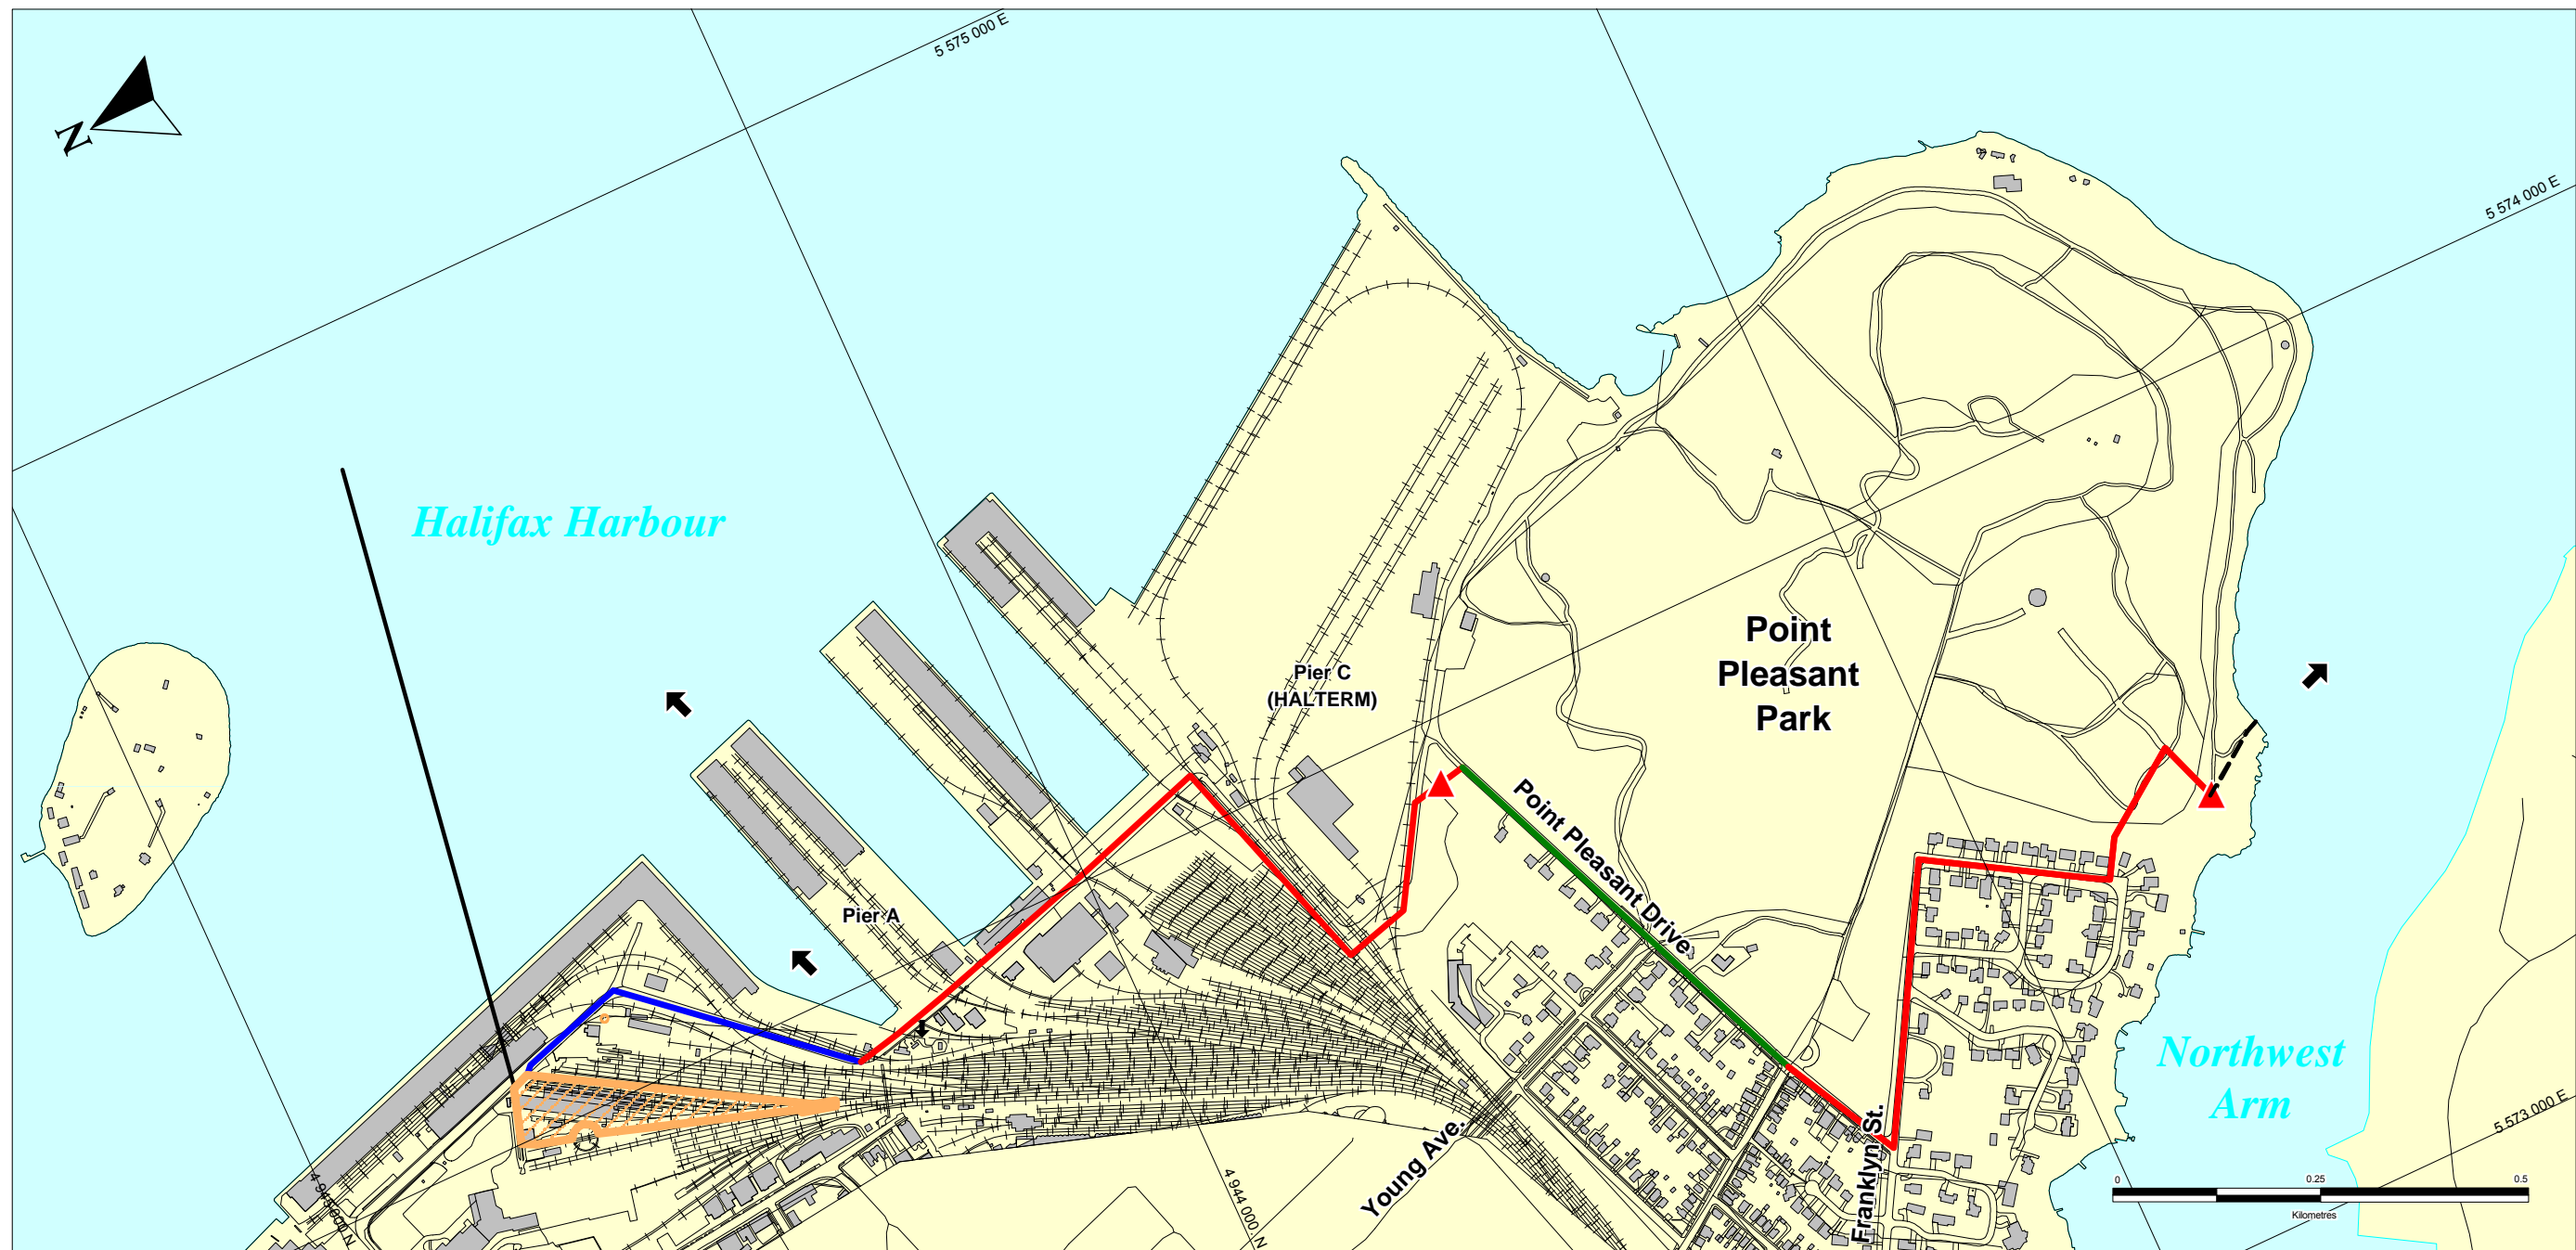 5 575 000 E
N
5 574 000 E
Halifax Harbour
Point
Pleasant
Park
Pier C
(HALTERM)
Point Pleasant Drive
Pier A
Northwest
Arm
5 573 000 E
Young Ave.
Franklyn St.
4 944 000 N
0
0.25
0.5
Kilometres